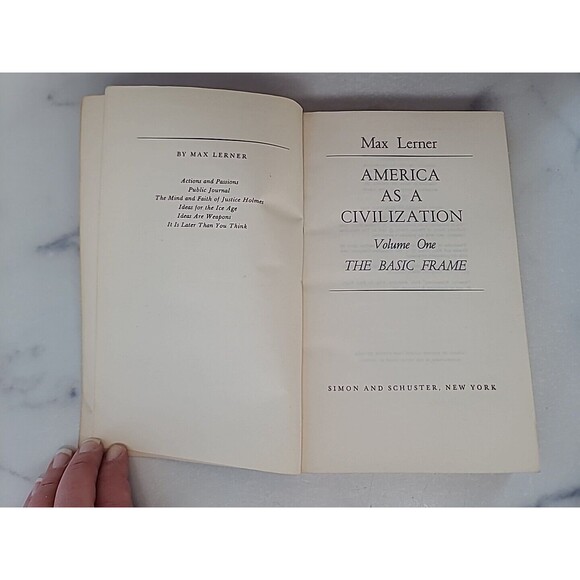 BY MAX LERNER
Actions and Passions
Public Journal
The Mind and Faith of Justice Holmes
Ideas for the Ice Age
Ideas Are Weapons
It Is Later Than You Think
Max Lerner
AMERICA
AS A
CIVILIZATION
Volume One
THE BASIC FRAME
SIMON AND SCHUSTER, NEW YORK